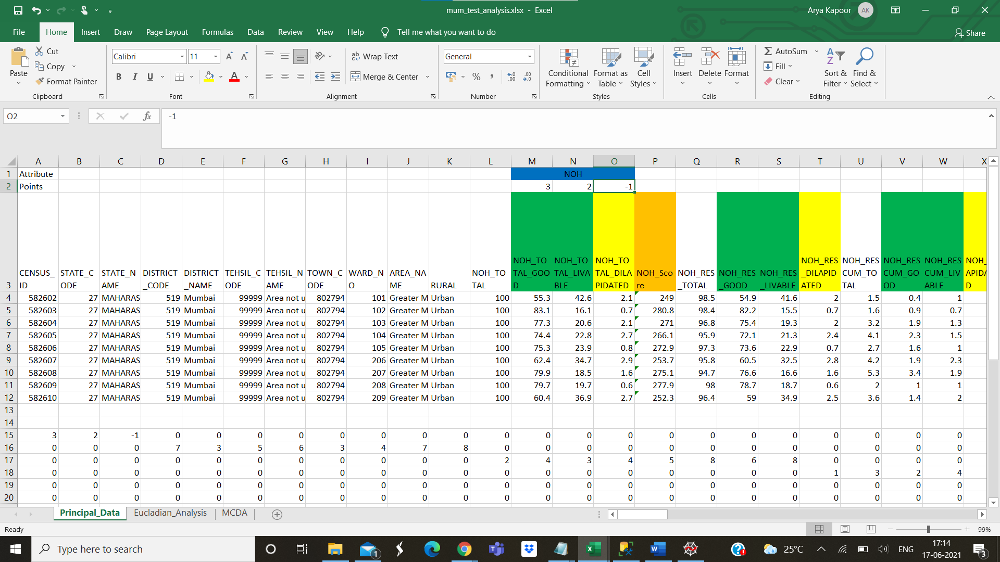 mum_test_analysis.xlsx - Excel
Arya Kapoor AK
File Home Insert Draw Page Layout Formulas Data Review View Help Tell me what you want to do Share
Paste Cut Copy Format Painter Clipboard
Calibri 11 A A B I U A Font
ab Wrap Text Merge & Center Alignment
General % , Number
Conditional Formatting Format as Table Cell Styles Styles
Insert Delete Format Cells
AutoSum Fill Clear Sort & Filter Find & Select Editing
O2 fx -1
A B C D E F G H I J K L M N O P Q R S T U V W X
1 Attribute NOH
2 Points 3 2 -1
3 CENSUS_ID STATE_CODE STATE_NAME DISTRICT_CODE DISTRICT_NAME TEHSIL_CODE TEHSIL_NAME TOWN_CODE WARD_NO AREA_NAME RURAL NOH_TOTAL NOH_TOTAL_GOOD NOH_TOTAL_LIVABLE NOH_TOTAL_DILAPIDATED NOH_Score NOH_RES_TOTAL NOH_RES_GOOD NOH_RES_LIVABLE NOH_RES_DILAPIDATED NOH_RESCUM_TOTAL NOH_RESCUM_GOOD NOH_RESCUM_LIVABLE
4 582602 27 MAHARAS 519 Mumbai 99999 Area not u 802794 101 Greater M Urban 100 55.3 42.6 2.1 249 98.5 54.9 41.6 2 1.5 0.4 1
5 582603 27 MAHARAS 519 Mumbai 99999 Area not u 802794 102 Greater M Urban 100 83.1 16.1 0.7 280.8 98.4 82.2 15.5 0.7 1.6 0.9 0.7
6 582604 27 MAHARAS 519 Mumbai 99999 Area not u 802794 103 Greater M Urban 100 77.3 20.6 2.1 271 96.8 75.4 19.3 2 3.2 1.9 1.3
7 582605 27 MAHARAS 519 Mumbai 99999 Area not u 802794 104 Greater M Urban 100 74.4 22.8 2.7 266.1 95.9 72.1 21.3 2.4 4.1 2.3 1.5
8 582606 27 MAHARAS 519 Mumbai 99999 Area not u 802794 105 Greater M Urban 100 75.3 23.9 0.8 272.9 97.3 73.6 22.9 0.7 2.7 1.6 1
9 582607 27 MAHARAS 519 Mumbai 99999 Area not u 802794 206 Greater M Urban 100 62.4 34.7 2.9 253.7 95.8 60.5 32.5 2.8 4.2 1.9 2.3
10 582608 27 MAHARAS 519 Mumbai 99999 Area not u 802794 207 Greater M Urban 100 79.9 18.5 1.6 275.1 94.7 76.6 16.6 1.6 5.3 3.4 1.9
11 582609 27 MAHARAS 519 Mumbai 99999 Area not u 802794 208 Greater M Urban 100 79.7 19.7 0.6 277.9 98 78.7 18.7 0.6 2 1 1
12 582610 27 MAHARAS 519 Mumbai 99999 Area not u 802794 209 Greater M Urban 100 60.4 36.9 2.7 252.3 96.4 59 34.9 2.5 3.6 1.4 2
13
14
15 3 2 -1 0 0 0 0 0 0 0 0 0 0 0 0 0 0 0 0 0 0 0 0
16 0 0 0 7 3 5 6 3 4 7 8 0 0 0 0 0 0 0 0 0 0 0 0
17 0 0 0 0 0 0 0 0 0 0 0 2 4 3 4 5 8 6 8 0 0 0 0
18 0 0 0 0 0 0 0 0 0 0 0 0 0 0 0 0 0 0 0 1 3 2 4
19 0 0 0 0 0 0 0 0 0 0 0 0 0 0 0 0 0 0 0 0 0 0 0
20 0 0 0 0 0 0 0 0 0 0 0 0 0 0 0 0 0 0 0 0 0 0 0
Principal_Data Eucladian_Analysis MCDA
Ready 99%
Type here to search 1 25°C ENG 17:14
17-06-2021 3